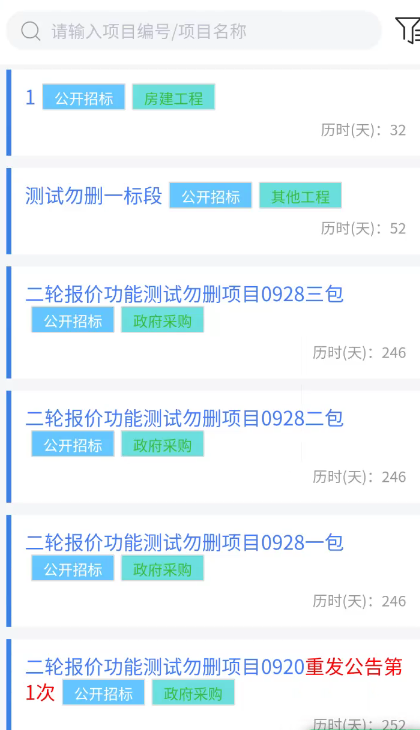 请输入项目编号/项目名称
1 公开招标 房建工程
历时(天): 32
测试勿删一标段 公开招标 其他工程
历时(天): 52
二轮报价功能测试勿删项目0928三包
公开招标 政府采购
历时(天): 246
二轮报价功能测试勿删项目0928二包
公开招标 政府采购
历时(天): 246
二轮报价功能测试勿删项目0928一包
公开招标 政府采购
历时(天): 246
二轮报价功能测试勿删项目0920重发公告第
1次 公开招标 政府采购
历时(天): 252